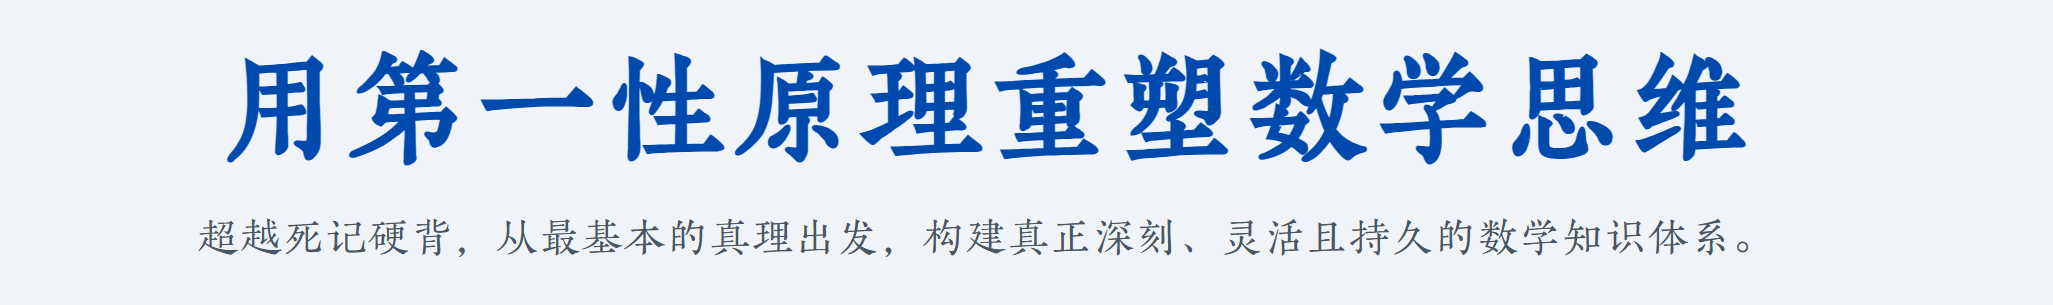 用第一性原理重塑数学思维
超越死记硬背，从最基本的真理出发，构建真正深刻、灵活且持久的数学知识体系。